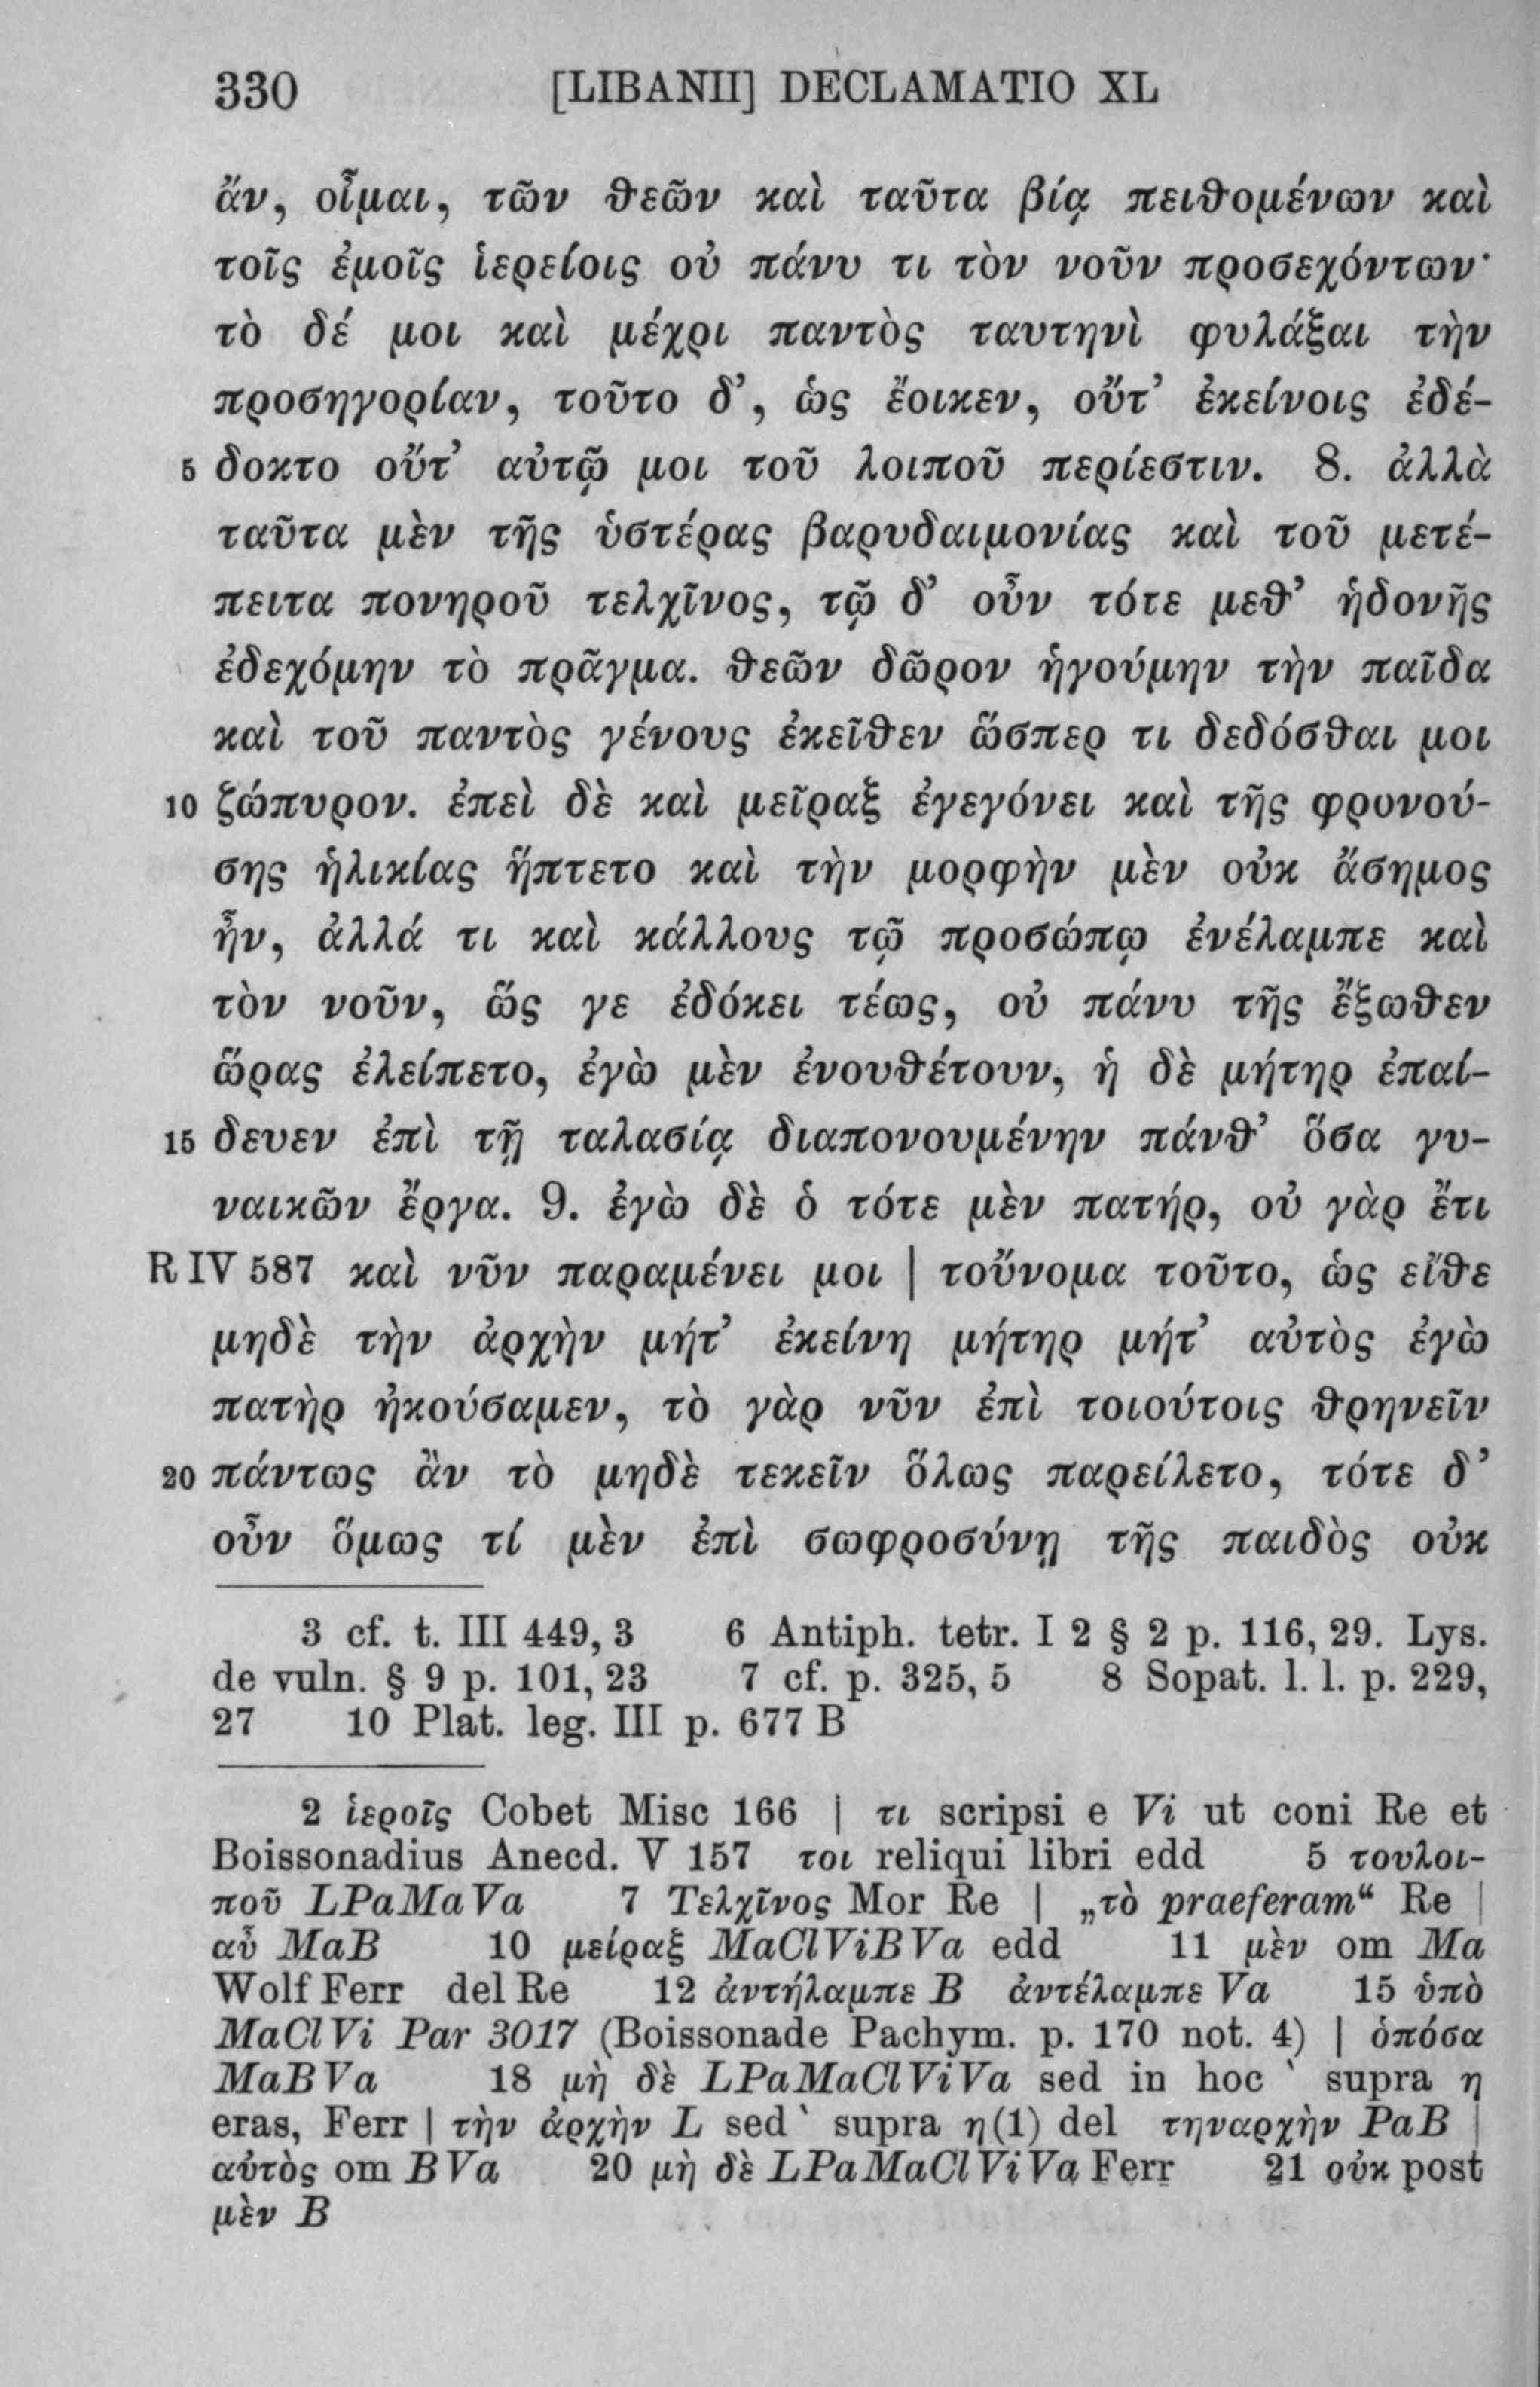 330 [LIBANII] DECLAMATIO XL
ἄν, οἶμαι, τῶν θεῶν καὶ ταῦτα βίᾳ πειθομένων καὶ
τοῖς ἐμοῖς ἱερείοις οὐ πάνυ τι τὸν νοῦν προσεχόντων·
τὸ δέ μοι καὶ μέχρι παντὸς ταυτηνὶ φυλάξαι τὴν
προσηγορίαν, τοῦτο δ’, ὡς ἔοικεν, οὔτ’ ἐκείνοις ἐδέ-
5 δοκτο οὔτ’ αὐτῷ μοι τοῦ λοιποῦ περίεστιν. 8. ἀλλὰ
ταῦτα μὲν τῆς ὑστέρας βαρυδαιμονίας καὶ τοῦ μετέ-
πειτα πονηροῦ τελχῖνος, τῷ δ’ οὖν τότε μεθ’ ἡδονῆς
ἐδεχόμην τὸ πρᾶγμα. θεῶν δῶρον ἡγούμην τὴν παῖδα
καὶ τοῦ παντὸς γένους ἐκεῖθεν ὥσπερ τι δεδόσθαι μοι
10 ζώπυρον. ἐπεὶ δὲ καὶ μεῖραξ ἐγεγόνει καὶ τῆς φρονού-
σης ἡλικίας ἥπτετο καὶ τὴν μορφὴν μὲν οὐκ ἄσημος
ἦν, ἀλλά τι καὶ κάλλους τῷ προσώπῳ ἐνέλαμπε καὶ
τὸν νοῦν, ὥς γε ἐδόκει τέως, οὐ πάνυ τῆς ἔξωθεν
ὥρας ἐλείπετο, ἐγὼ μὲν ἐνουθέτουν, ἡ δὲ μήτηρ ἐπαί-
15 δευεν ἐπὶ τῇ ταλασίᾳ διαπονουμένην πάνθ’ ὅσα γυ-
ναικῶν ἔργα. 9. ἐγὼ δὲ ὁ τότε μὲν πατήρ, οὐ γὰρ ἔτι
R IV 587 καὶ νῦν παραμένει μοι | τοὔνομα τοῦτο, ὡς εἴθε
μηδὲ τὴν ἀρχὴν μήτ’ ἐκείνη μήτηρ μήτ’ αὐτὸς ἐγὼ
πατὴρ ἠκούσαμεν, τὸ γὰρ νῦν ἐπὶ τοιούτοις θρηνεῖν
20 πάντως ἂν τὸ μηδὲ τεκεῖν ὅλως παρείλετο, τότε δ’
οὖν ὅμως τί μὲν ἐπὶ σωφροσύνῃ τῆς παιδὸς οὐκ
3 cf. t. III 449, 3 6 Antiph. tetr. I 2 § 2 p. 116, 29. Lys.
de vuln. § 9 p. 101, 23 7 cf. p. 325, 5 8 Sopat. l. l. p. 229,
27 10 Plat. leg. III p. 677 B
2 ἱεροῖς Cobet Misc 166 | τι scripsi e Vi ut coni Re et
Boissonadius Anecd. V 157 τοι reliqui libri edd 5 τουλοι-
ποῦ LPaMaVa 7 Τελχῖνος Mor Re | „τὸ praeferam“ Re |
αὖ MaB 10 μείραξ MaClViBVa edd 11 μὲν om Ma
Wolf Ferr del Re 12 ἀντήλαμπε B ἀντέλαμπε Va 15 ὑπὸ
MaClVi Par 3017 (Boissonade Pachym. p. 170 not. 4) | ὁπόσα
MaBVa 18 μὴ δὲ LPaMaClViVa sed in hoc ` supra η
eras, Ferr | τὴν ἀρχὴν L sed ` supra η (1) del τηναρχὴν PaB |
αὐτὸς om BVa 20 μὴ δὲ LPaMaClViVa Ferr 21 οὐκ post
μὲν B